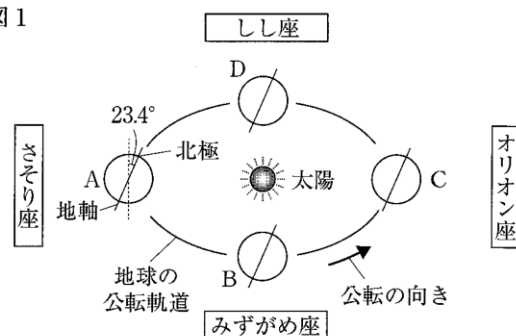 図1
しし座
D
23.4°
北極
さそり座
A
地軸
太陽
C
オリオン座
B
地球の
公転軌道
公転の向き
みずがめ座